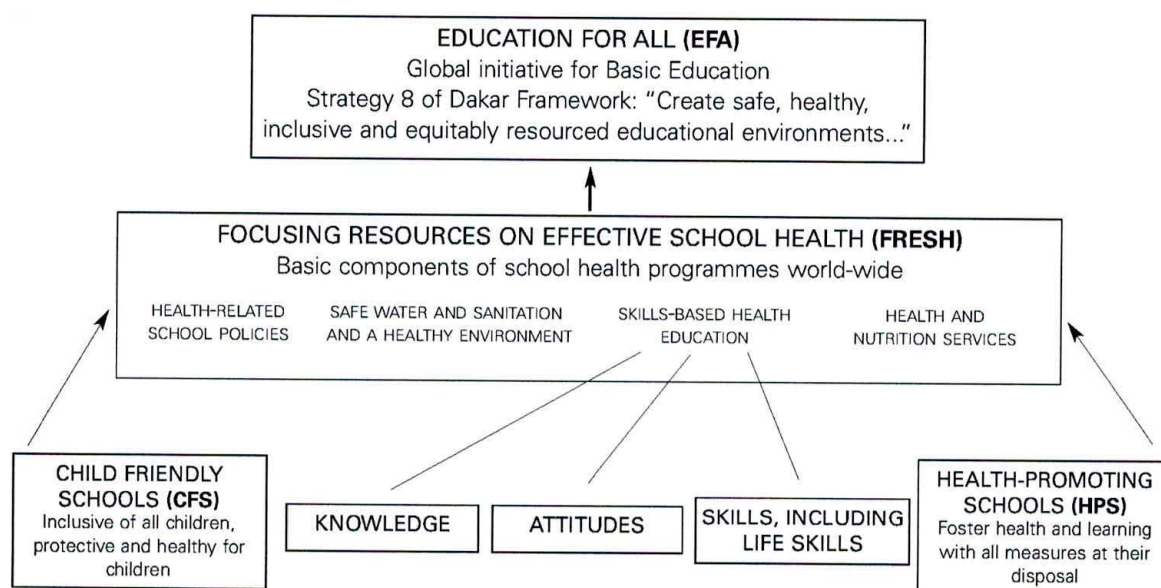 EDUCATION FOR ALL (EFA)
Global initiative for Basic Education
Strategy 8 of Dakar Framework: “Create safe, healthy,
inclusive and equitably resourced educational environments...”
FOCUSING RESOURCES ON EFFECTIVE SCHOOL HEALTH (FRESH)
Basic components of school health programmes world-wide
HEALTH-RELATED
SCHOOL POLICIES
SAFE WATER AND SANITATION
AND A HEALTHY ENVIRONMENT
SKILLS-BASED HEALTH
EDUCATION
HEALTH AND
NUTRITION SERVICES
CHILD FRIENDLY
SCHOOLS (CFS)
Inclusive of all children,
protective and healthy for
children
KNOWLEDGE
ATTITUDES
SKILLS, INCLUDING
LIFE SKILLS
HEALTH-PROMOTING
SCHOOLS (HPS)
Foster health and learning
with all measures at their
disposal